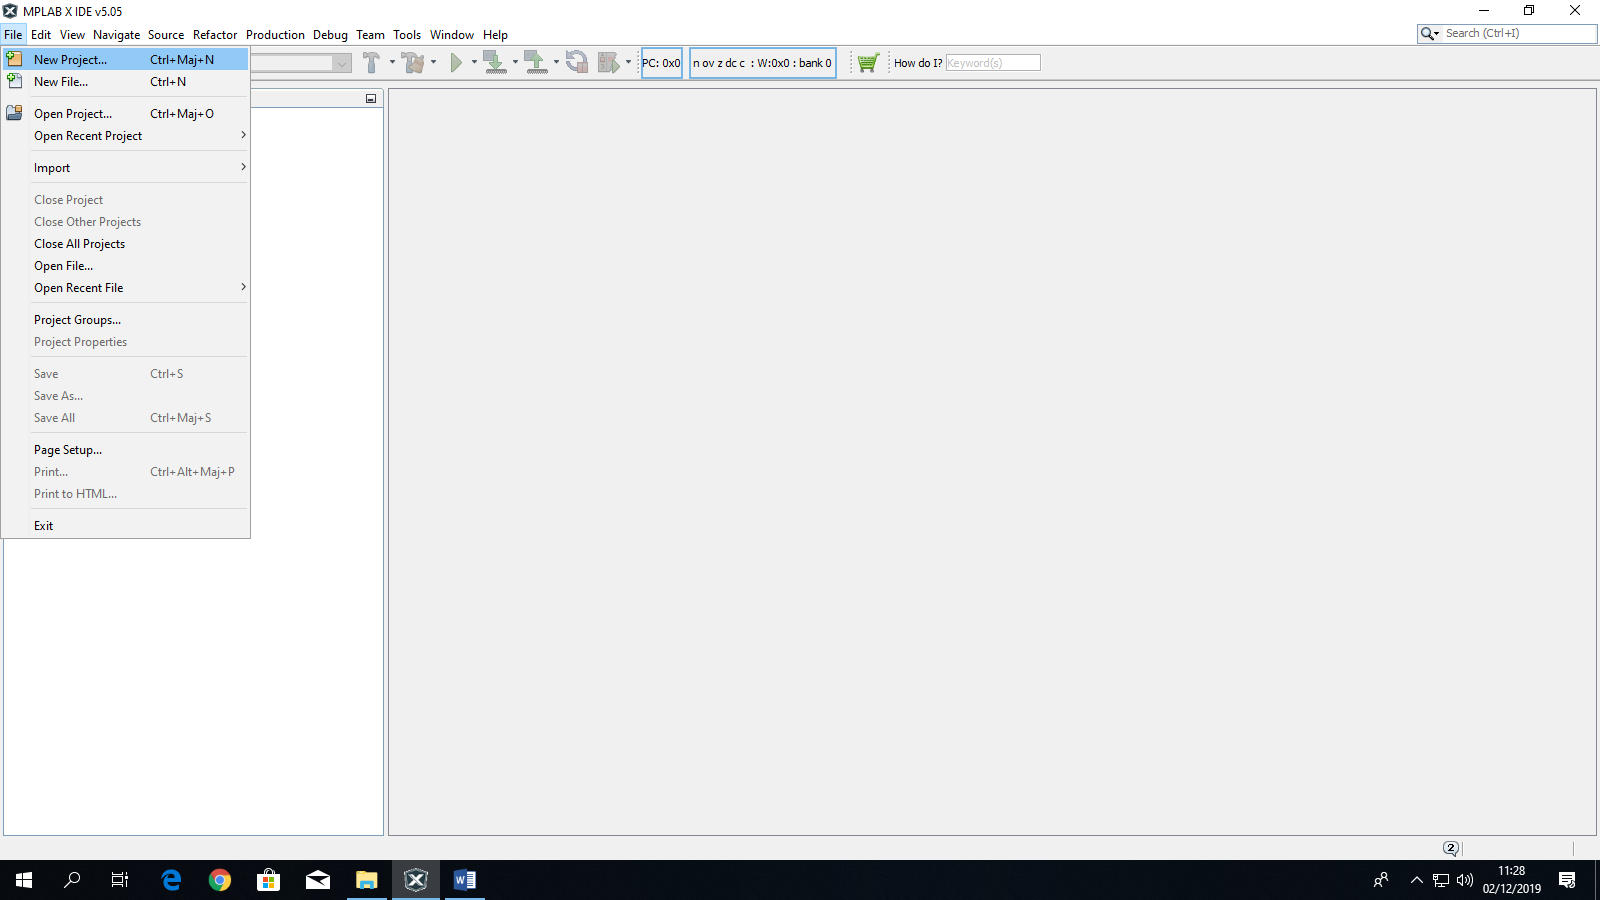 MPLAB X IDE v5.05
File Edit View Navigate Source Refactor Production Debug Team Tools Window Help
Search (Ctrl+I)
PC: 0x0 n ov z dc c : W:0x0 : bank 0 How do I? Keyword(s)
New Project... Ctrl+Maj+N
New File... Ctrl+N
Open Project... Ctrl+Maj+O
Open Recent Project
Import
Close Project
Close Other Projects
Close All Projects
Open File...
Open Recent File
Project Groups...
Project Properties
Save Ctrl+S
Save As...
Save All Ctrl+Maj+S
Page Setup...
Print... Ctrl+Alt+Maj+P
Print to HTML...
Exit
2
11:28
02/12/2019